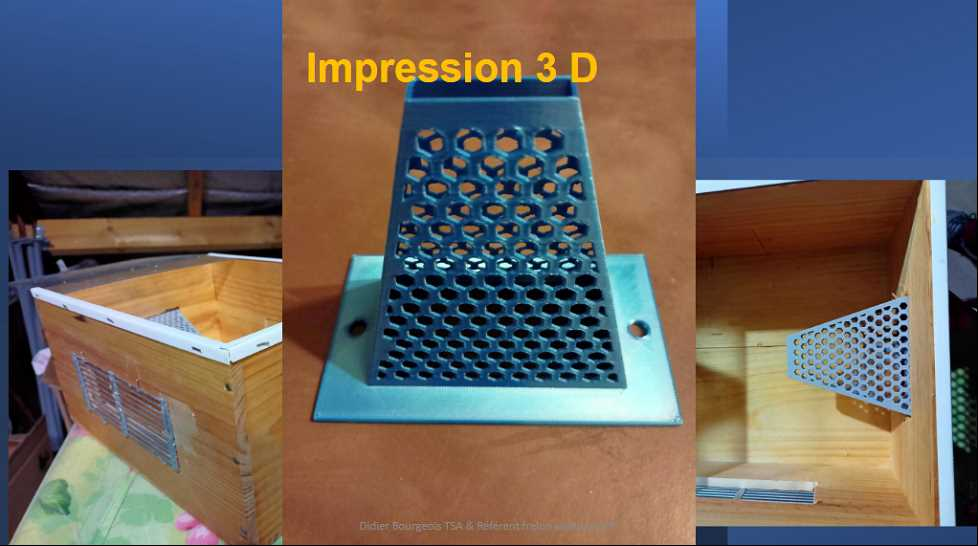 Impression 3 D
Didier Bourgeois TSA & Référent frelon